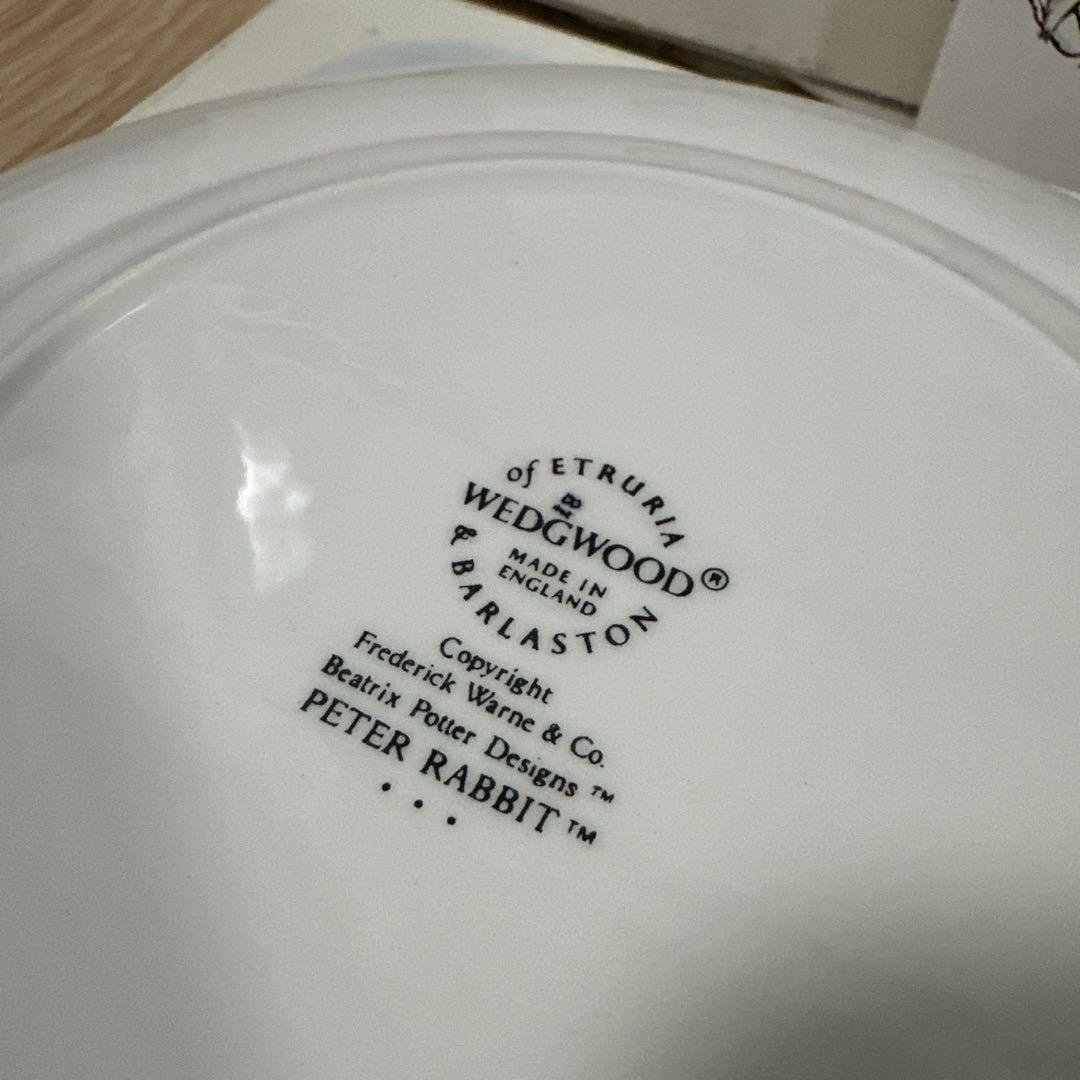 of ETRURIA
WEDGWOOD®
MADE IN
ENGLAND
& BARLASTON
Copyright
Frederick Warne & Co.
Beatrix Potter Designs ™
PETER RABBIT ™